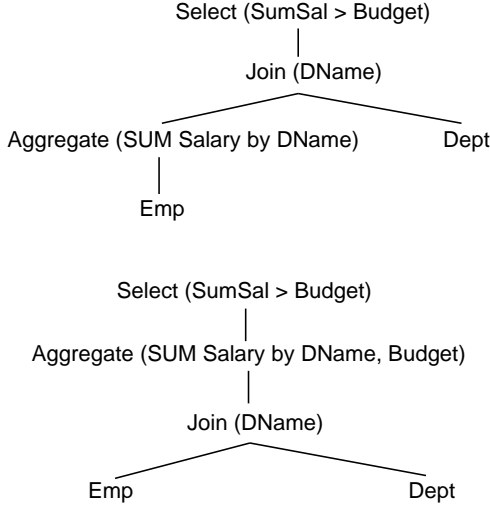 Select (SumSal > Budget)
Join (DName)
Aggregate (SUM Salary by DName) Dept
Emp
Select (SumSal > Budget)
Aggregate (SUM Salary by DName, Budget)
Join (DName)
Emp Dept